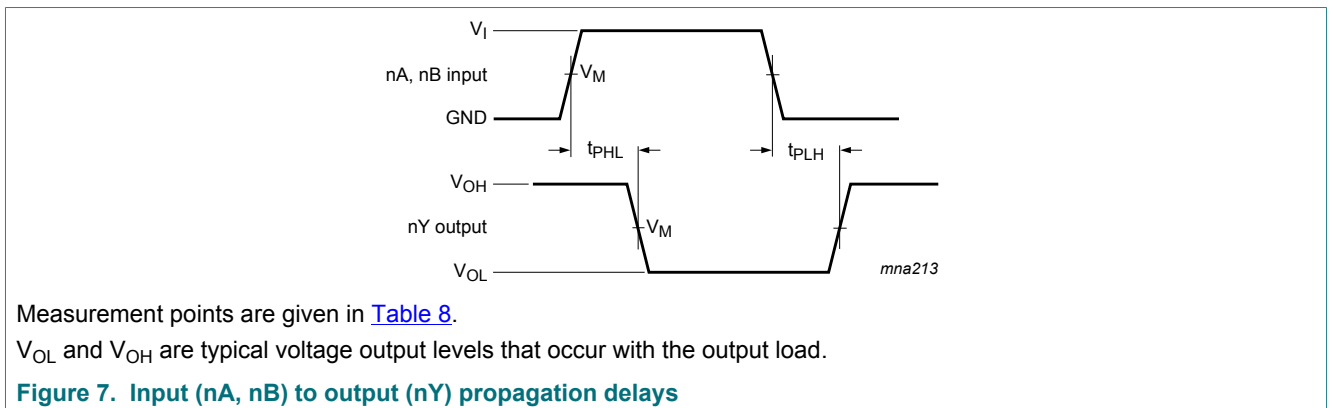 VI
nA, nB input
VM
GND
tPHL
tPLH
VOH
nY output
VM
VOL
mna213
Measurement points are given in Table 8.
VOL and VOH are typical voltage output levels that occur with the output load.
Figure 7. Input (nA, nB) to output (nY) propagation delays